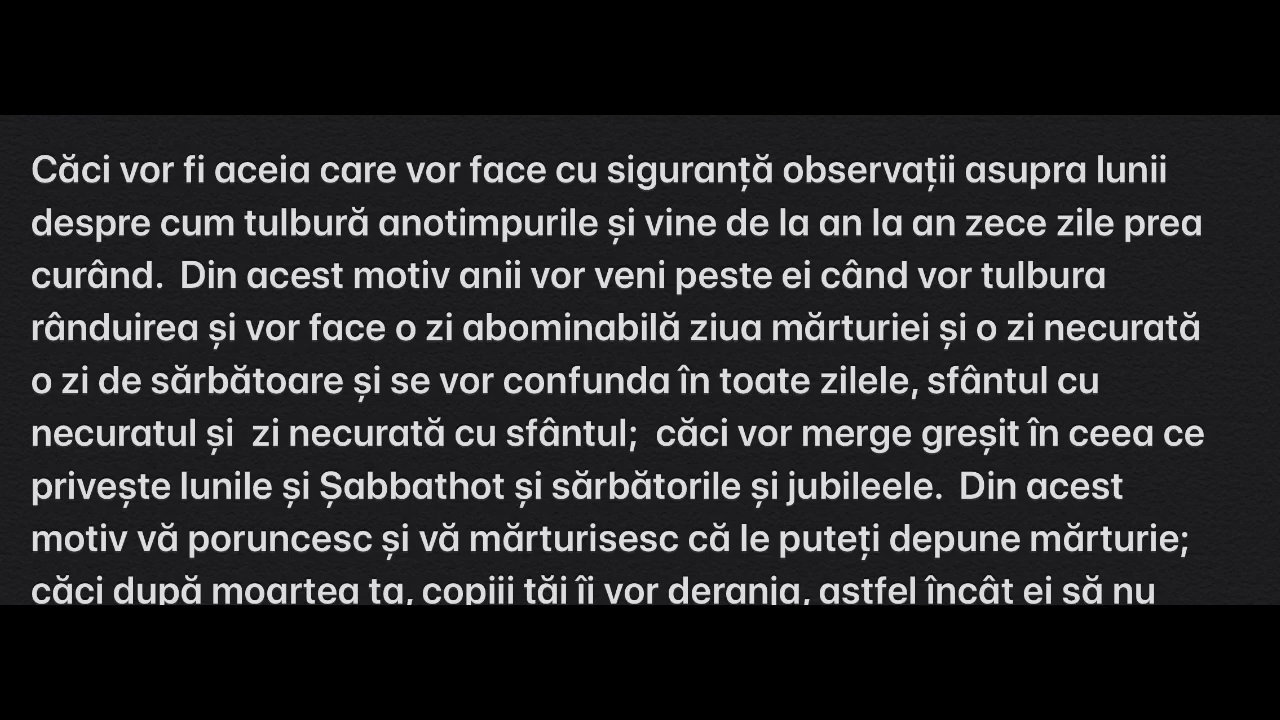 Căci vor fi aceia care vor face cu siguranță observații asupra lunii
despre cum tulbură anotimpurile și vine de la an la an zece zile prea
curând.  Din acest motiv anii vor veni peste ei când vor tulbura
rânduirea și vor face o zi abominabilă ziua mărturiei și o zi necurată
o zi de sărbătoare și se vor confunda în toate zilele, sfântul cu
necuratul și  zi necurată cu sfântul;  căci vor merge greșit în ceea ce
privește lunile și Șabbathot și sărbătorile și jubileele.  Din acest
motiv vă poruncesc și vă mărturisesc că le puteți depune mărturie;
căci după moartea ta, copiii tăi îi vor deranja, astfel încât ei să nu